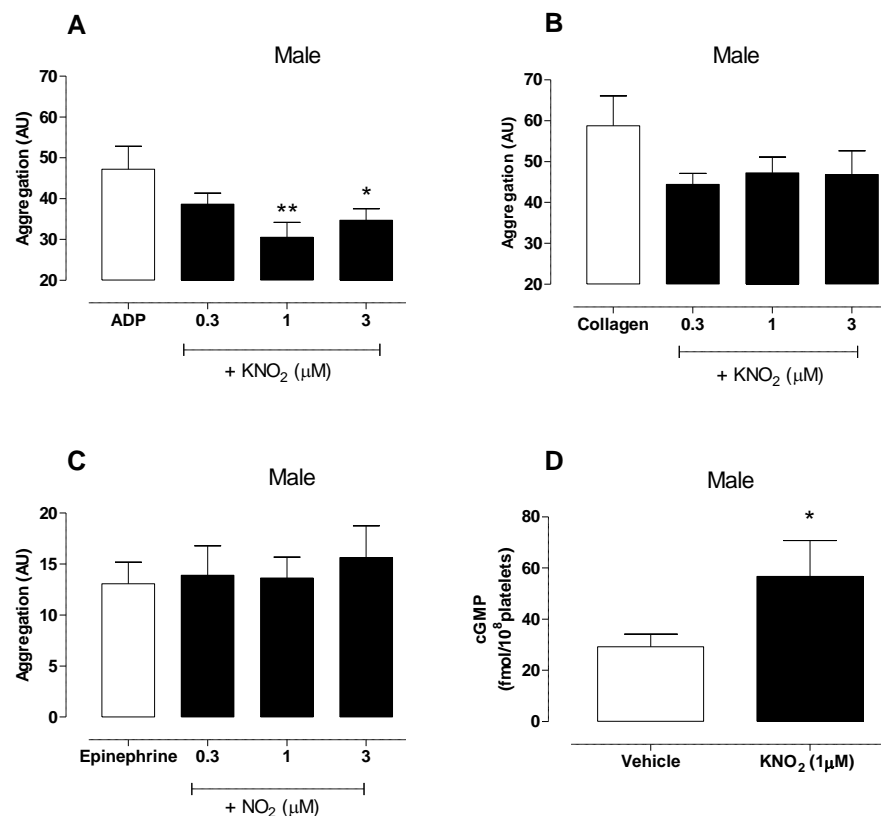 A
Male
Aggregation (AU)
70
60
50
40
30
20
**
*
ADP 0.3 1 3
+ KNO₂ (μM)
B
Male
Aggregation (AU)
70
60
50
40
30
20
Collagen 0.3 1 3
+ KNO₂ (μM)
C
Male
Aggregation (AU)
20
15
10
5
0
Epinephrine 0.3 1 3
+ NO₂ (μM)
D
Male
cGMP
(fmol/10⁸platelets)
80
60
40
20
0
*
Vehicle KNO₂ (1μM)